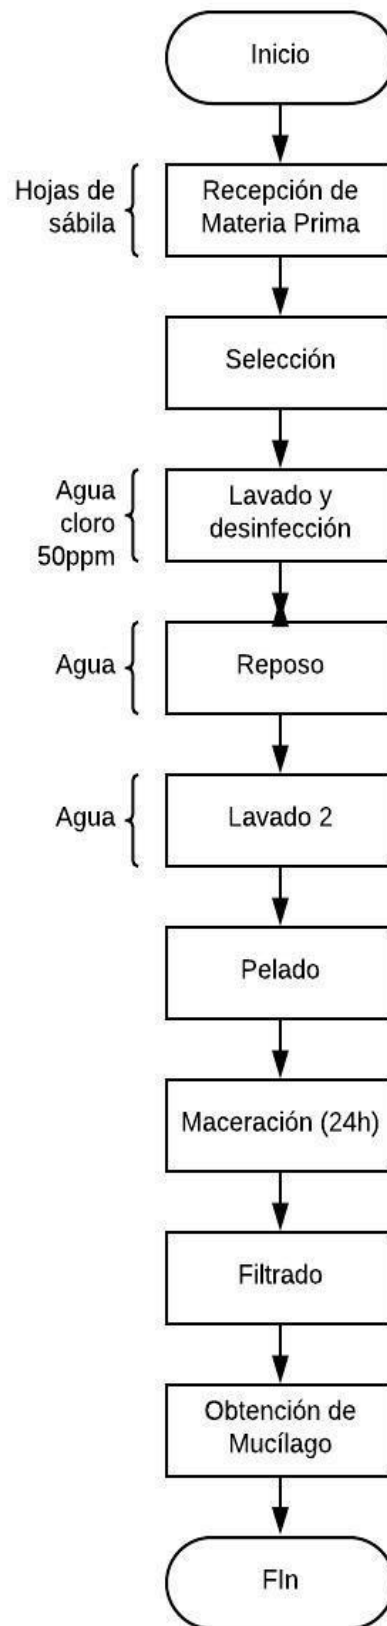 Inicio
Hojas de
sábila
Recepción de
Materia Prima
Selección
Agua
cloro
50ppm
Lavado y
desinfección
Agua
Reposo
Agua
Lavado 2
Pelado
Maceración (24h)
Filtrado
Obtención de
Mucílago
FIn